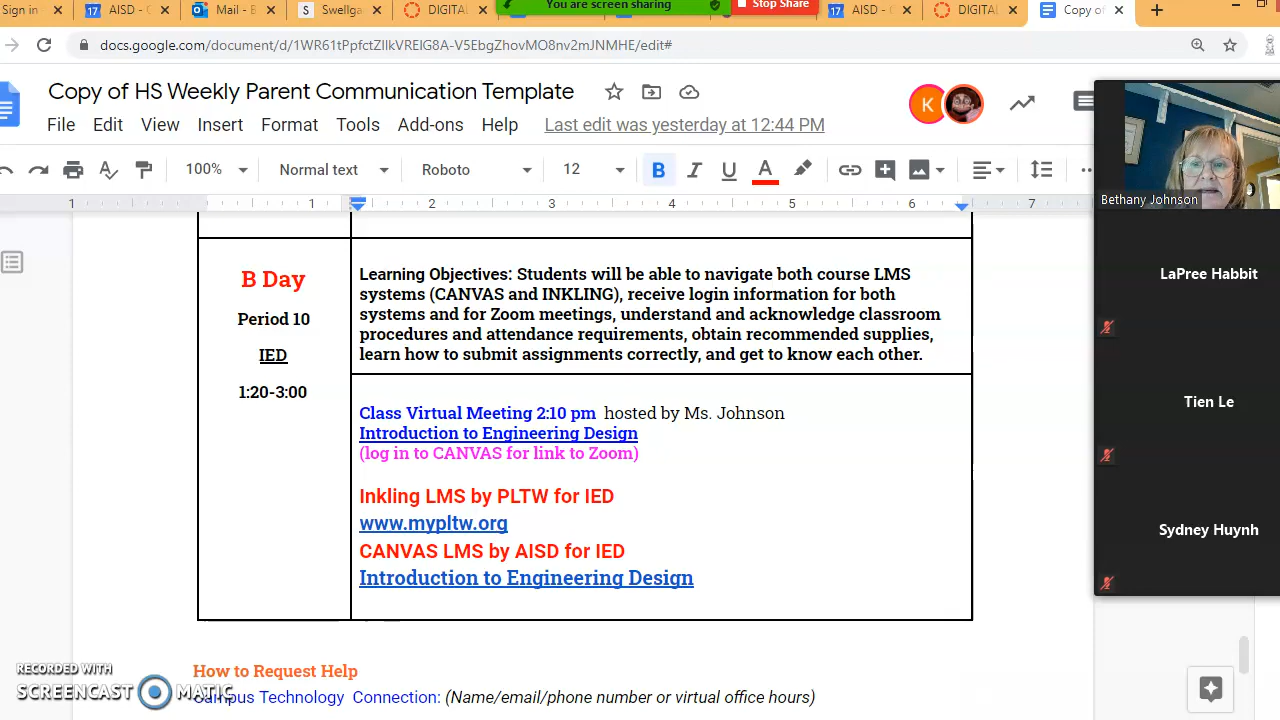 Sign in
AISD - C
Mail - B
Swellga
DIGITAL
You are screen sharing
Stop Share
AISD - C
DIGITAL
Copy of
docs.google.com/document/d/1WR61tPpfctZIlkVREIG8A-V5EbgZhovMO8nv2mJNMHE/edit#
Copy of HS Weekly Parent Communication Template
K
File Edit View Insert Format Tools Add-ons Help Last edit was yesterday at 12:44 PM
100% Normal text Roboto 12 B I U A
1 1 2 3 4 5 6 7
Bethany Johnson
LaPree Habbit
Tien Le
Sydney Huynh
B Day
Period 10
IED
1:20-3:00
Learning Objectives: Students will be able to navigate both course LMS
systems (CANVAS and INKLING), receive login information for both
systems and for Zoom meetings, understand and acknowledge classroom
procedures and attendance requirements, obtain recommended supplies,
learn how to submit assignments correctly, and get to know each other.
Class Virtual Meeting 2:10 pm hosted by Ms. Johnson
Introduction to Engineering Design
(log in to CANVAS for link to Zoom)
Inkling LMS by PLTW for IED
www.mypltw.org
CANVAS LMS by AISD for IED
Introduction to Engineering Design
How to Request Help
Campus Technology Connection: (Name/email/phone number or virtual office hours)
RECORDED WITH
SCREENCAST MATIC